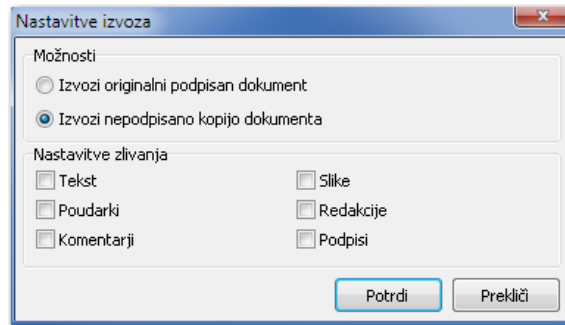 Nastavitve izvoza
Možnosti
Izvozi originalni podpisan dokument
Izvozi nepodpisano kopijo dokumenta
Nastavitve zlivanja
Tekst
Slike
Poudarki
Redakcije
Komentarji
Podpisi
Potrdi
Prekliči